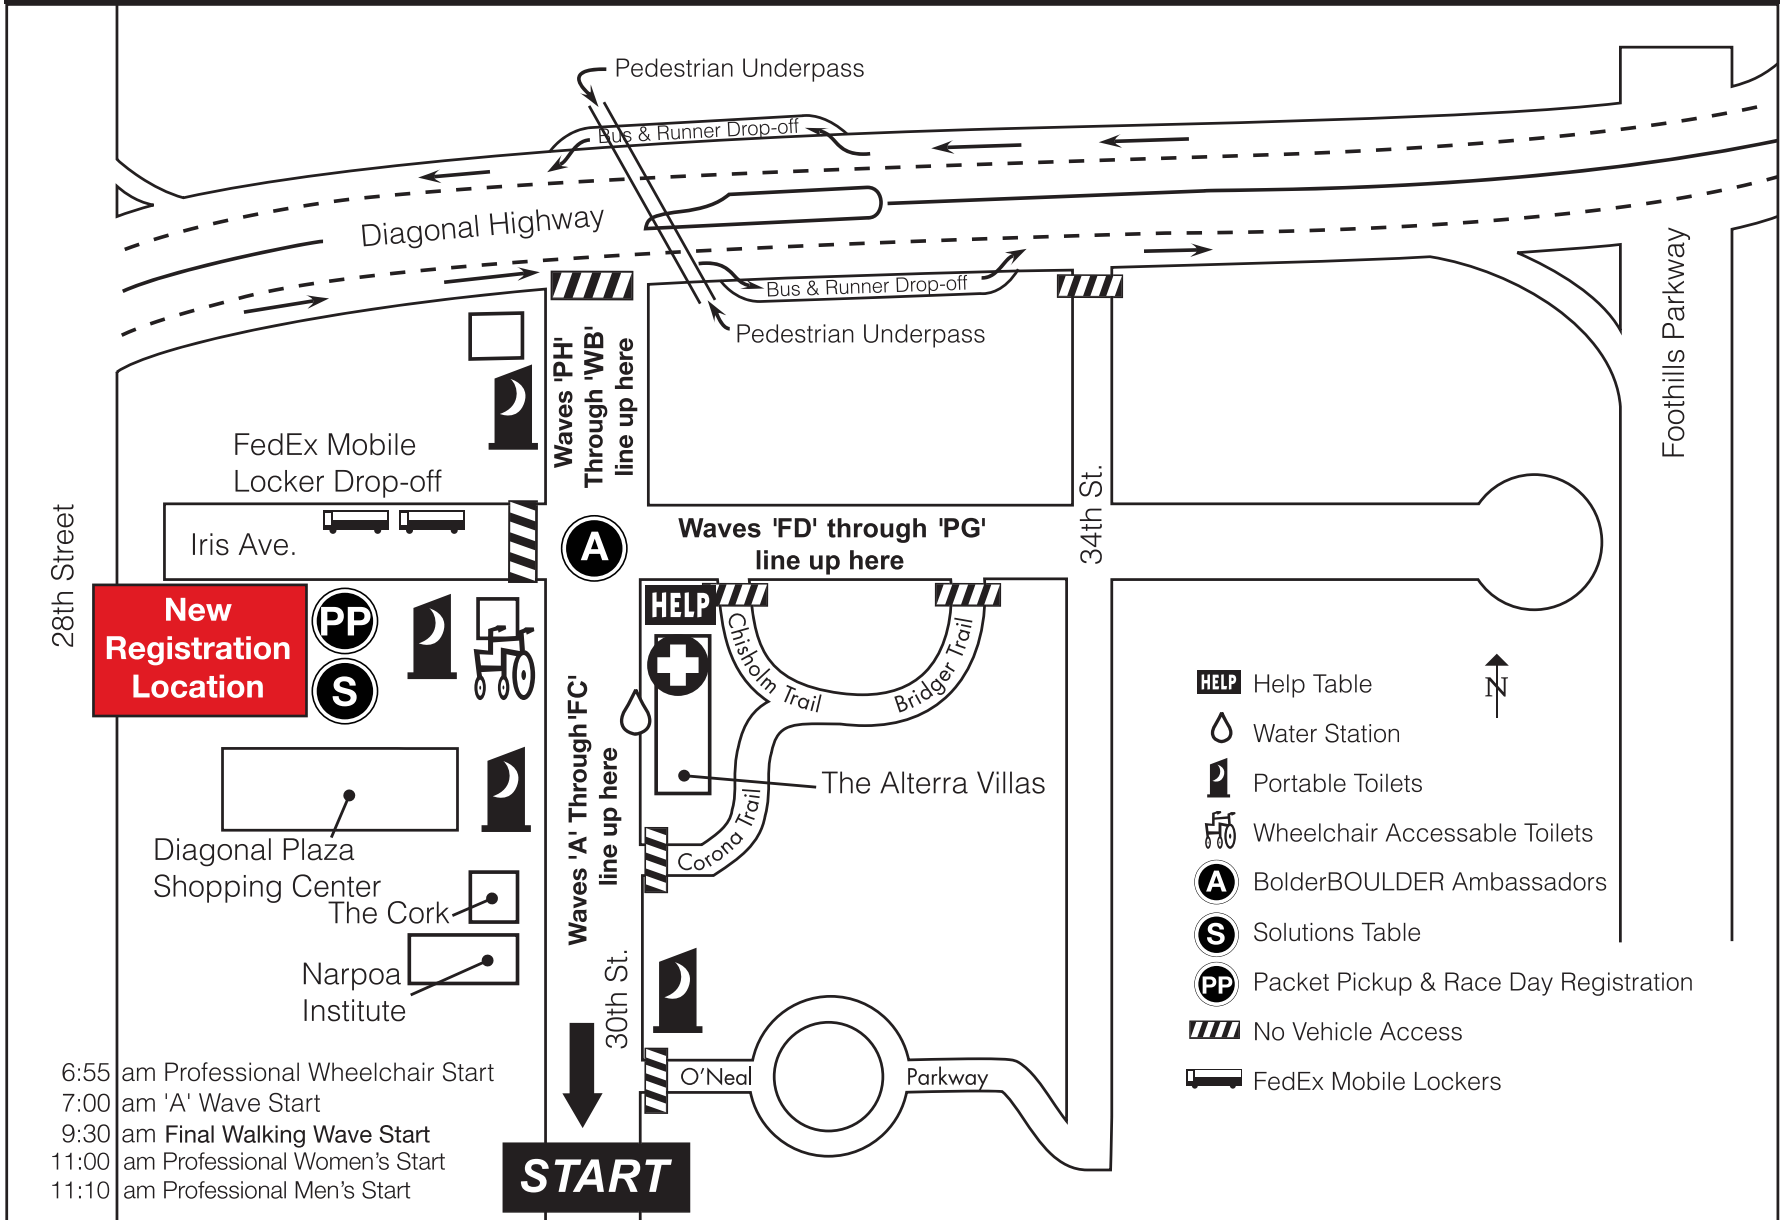 Pedestrian Underpass
Bus & Runner Drop-off
Diagonal Highway
Bus & Runner Drop-off
Pedestrian Underpass
Foothills Parkway
Waves 'PH'
Through 'WB'
line up here
FedEx Mobile
Locker Drop-off
28th Street
Iris Ave.
A
Waves 'FD' through 'PG'
line up here
34th St.
New
Registration
Location
PP
S
HELP
Chisholm Trail
Bridger Trail
Waves 'A' Through 'FC'
line up here
The Alterra Villas
Corona Trail
Diagonal Plaza
Shopping Center
The Cork
Narpoa
Institute
30th St.
O'Neal Parkway
N
HELP Help Table
Water Station
Portable Toilets
Wheelchair Accessable Toilets
A BolderBOULDER Ambassadors
S Solutions Table
PP Packet Pickup & Race Day Registration
No Vehicle Access
FedEx Mobile Lockers
6:55 am Professional Wheelchair Start
7:00 am 'A' Wave Start
9:30 am Final Walking Wave Start
11:00 am Professional Women's Start
11:10 am Professional Men's Start
START